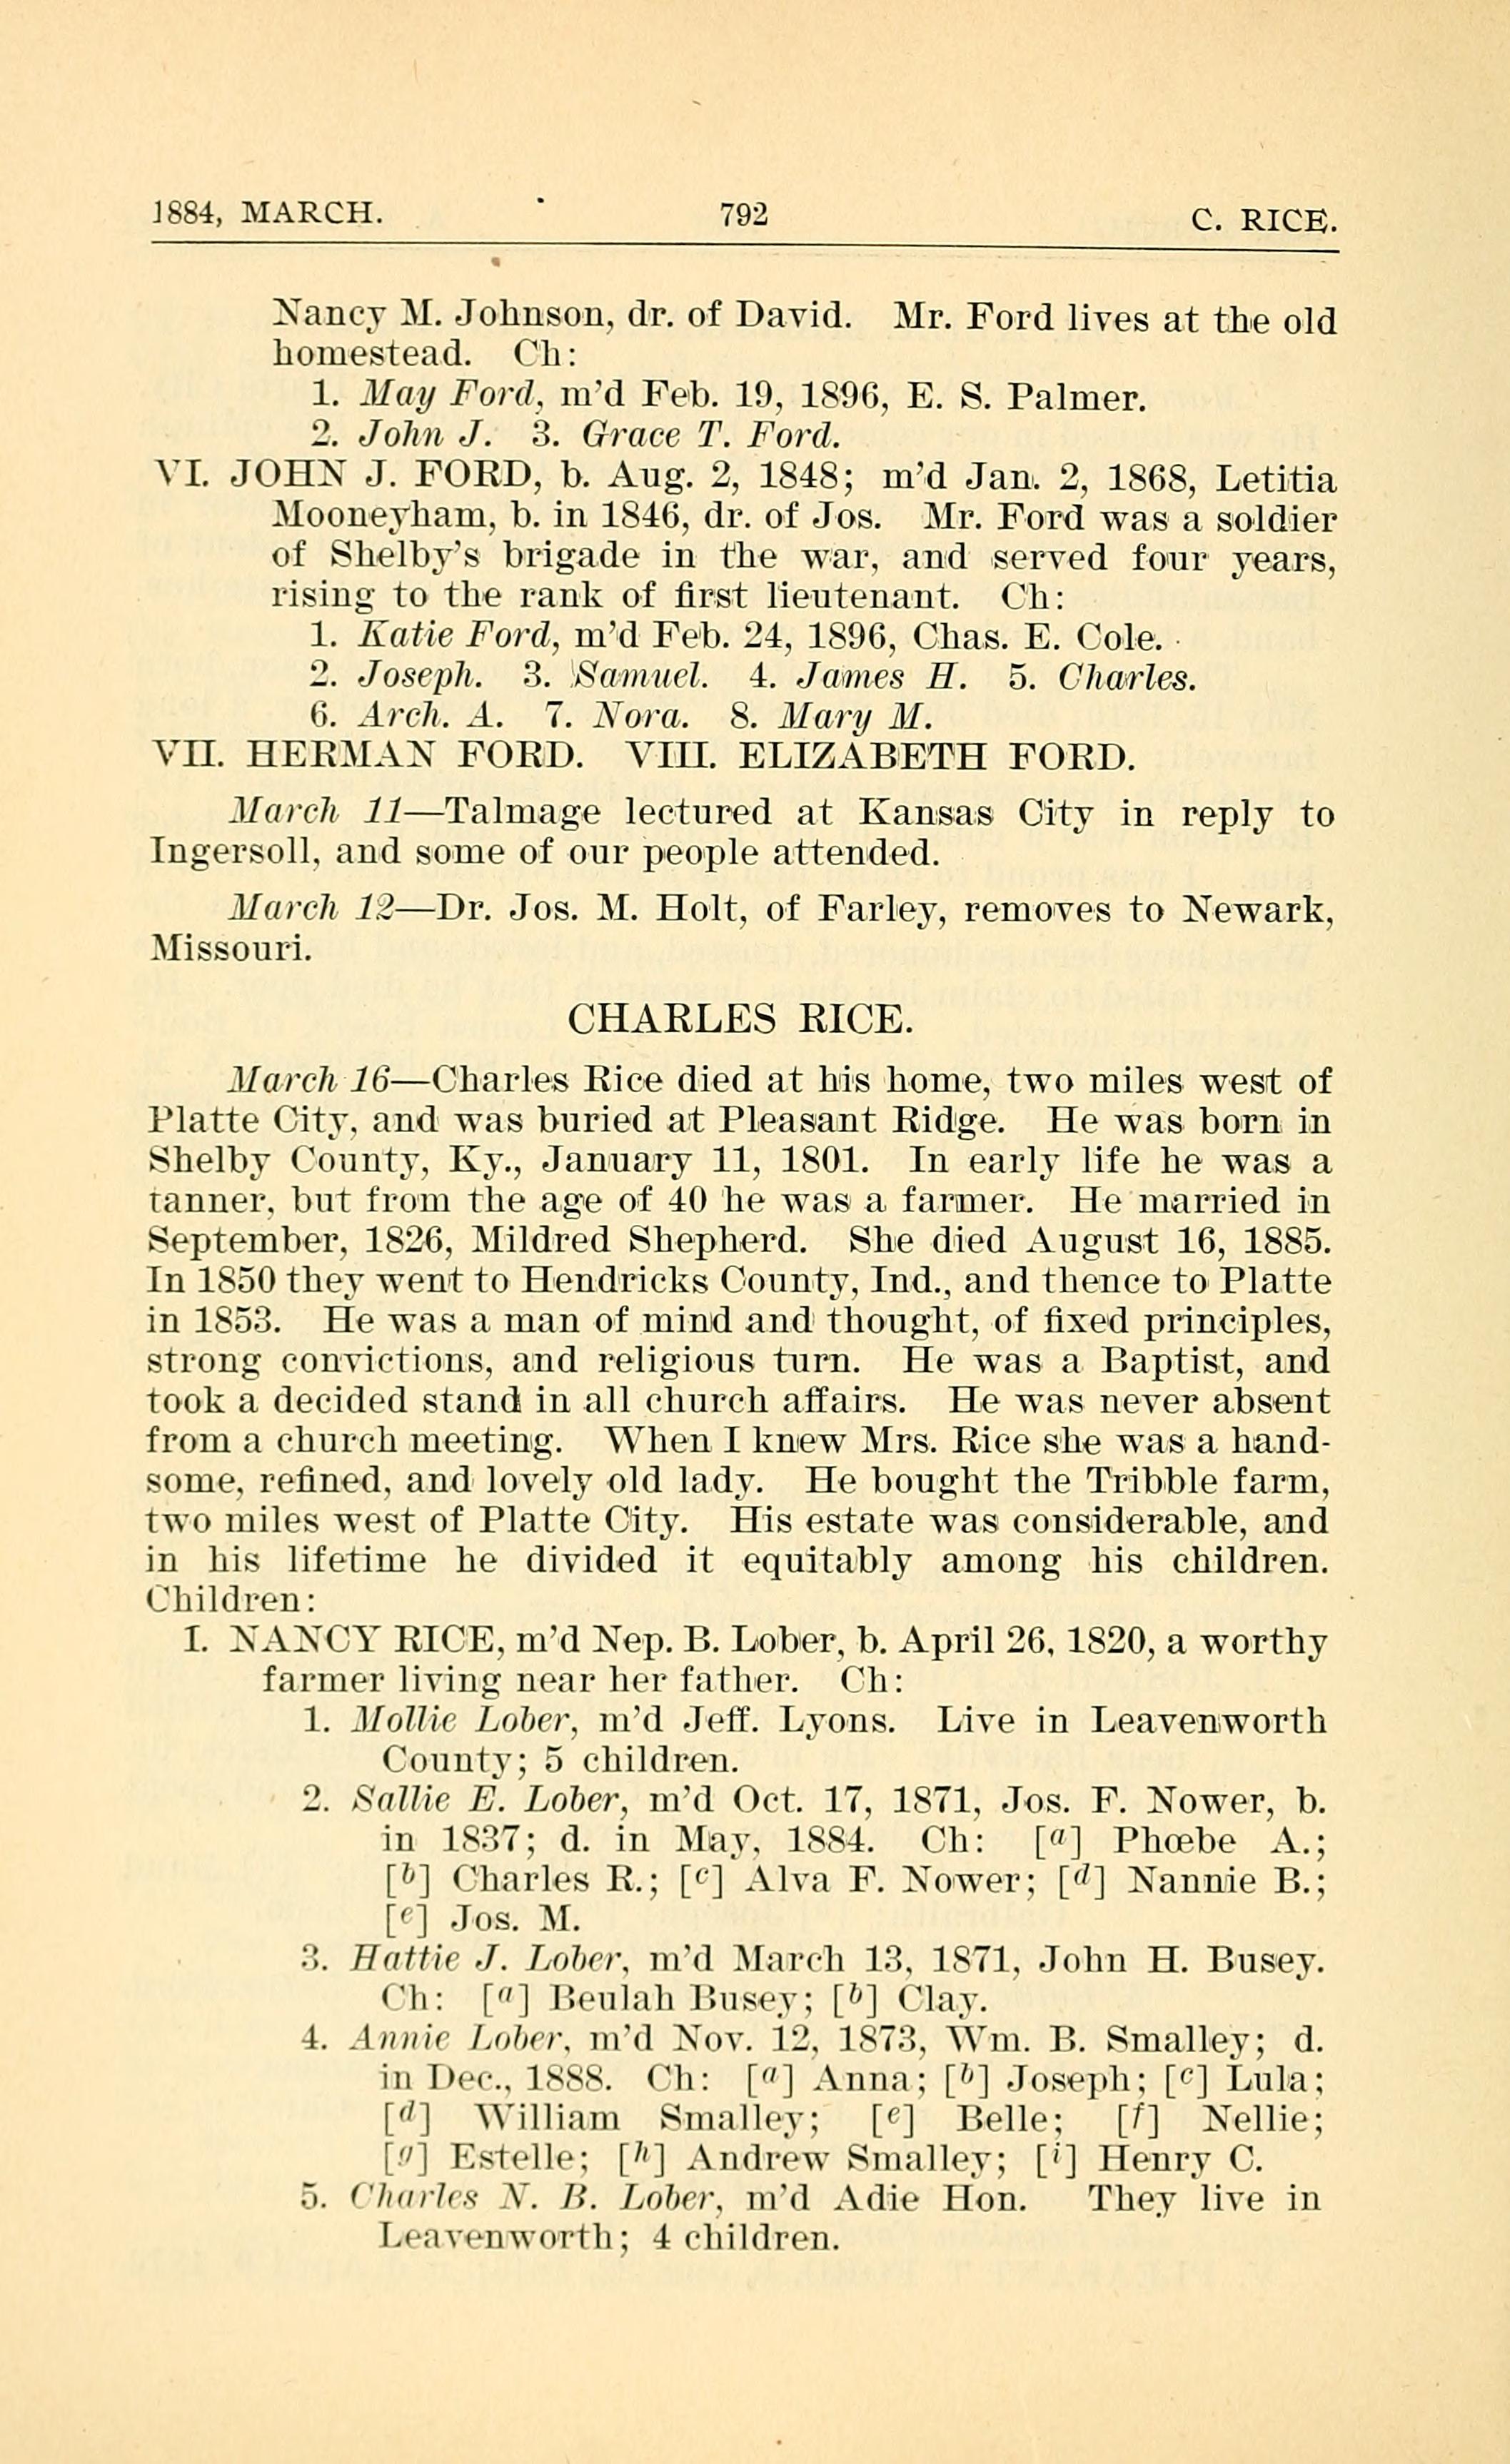 1884, MARCH. 792 C. RICE.
Nancy M. Johnson, dr. of David. Mr. Ford lives at the old
homestead. Ch:
1. May Ford, m'd Feb. 19, 1896, E. S. Palmer.
2. John J. 3. Grace T. Ford.
VI. JOHN J. FORD, b. Aug. 2, 1848; m'd Jan. 2, 1868, Letitia
Mooneyham, b. in 1846, dr. of Jos. Mr. Ford was a soldier
of Shelby's brigade in the war, and served four years,
rising to the rank of first lieutenant. Ch:
1. Katie Ford, m'd Feb. 24, 1896, Chas. E. Cole.
2. Joseph. 3. Samuel. 4. James H. 5. Charles.
6. Arch. A. 7. Nora. 8. Mary M.
VII. HERMAN FORD. VIII. ELIZABETH FORD.
March 11—Talmage lectured at Kansas City in reply to
Ingersoll, and some of our people attended.
March 12—Dr. Jos. M. Holt, of Farley, removes to Newark,
Missouri.
CHARLES RICE.
March 16—Charles Rice died at his home, two miles west of
Platte City, and was buried at Pleasant Ridge. He was born in
Shelby County, Ky., January 11, 1801. In early life he was a
tanner, but from the age of 40 he was a farmer. He married in
September, 1826, Mildred Shepherd. She died August 16, 1885.
In 1850 they went to Hendricks County, Ind., and thence to Platte
in 1853. He was a man of mind and thought, of fixed principles,
strong convictions, and religious turn. He was a Baptist, and
took a decided stand in all church affairs. He was never absent
from a church meeting. When I knew Mrs. Rice she was a hand-
some, refined, and lovely old lady. He bought the Tribble farm,
two miles west of Platte City. His estate was considerable, and
in his lifetime he divided it equitably among his children.
Children:
I. NANCY RICE, m'd Nep. B. Lober, b. April 26, 1820, a worthy
farmer living near her father. Ch:
1. Mollie Lober, m'd Jeff. Lyons. Live in Leavenworth
County; 5 children.
2. Sallie E. Lober, m'd Oct. 17, 1871, Jos. F. Nower, b.
in 1837; d. in May, 1884. Ch: [a] Phœbe A.;
[b] Charles R.; [c] Alva F. Nower; [d] Nannie B.;
[e] Jos. M.
3. Hattie J. Lober, m'd March 13, 1871, John H. Busey.
Ch: [a] Beulah Busey; [b] Clay.
4. Annie Lober, m'd Nov. 12, 1873, Wm. B. Smalley; d.
in Dec., 1888. Ch: [a] Anna; [b] Joseph; [c] Lula;
[d] William Smalley; [e] Belle; [f] Nellie;
[g] Estelle; [h] Andrew Smalley; [i] Henry C.
5. Charles N. B. Lober, m'd Adie Hon. They live in
Leavenworth; 4 children.